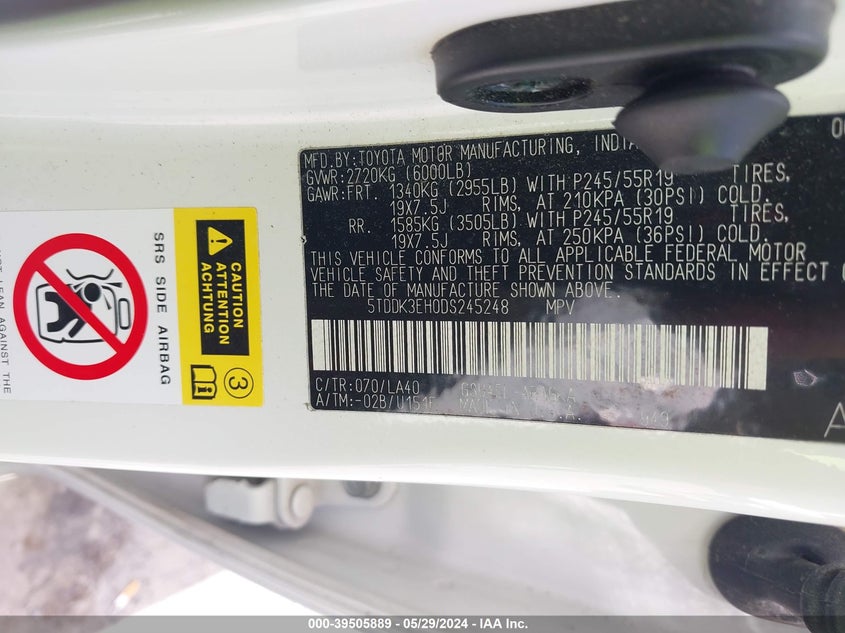 MFD.BY:TOYOTA MOTOR MANUFACTURING, INDIA
GVWR:2720KG (6000LB)
GAWR:FRT. 1340KG (2955LB) WITH P245/55R19 TIRES,
19X7.5J RIMS, AT 210KPA (30PSI) COLD.
RR. 1585KG (3505LB) WITH P245/55R19 TIRES,
19X7.5J RIMS, AT 250KPA (36PSI) COLD.
THIS VEHICLE CONFORMS TO ALL APPLICABLE FEDERAL MOTOR
VEHICLE SAFETY AND THEFT PREVENTION STANDARDS IN EFFECT
THE DATE OF MANUFACTURE SHOWN ABOVE.
5TDDK3EH0DS245248 MPV
C/TR:070/LA40
A/TM:-02B/U151F
SRS SIDE AIRBAG
NOT LEAN AGAINST THE
CAUTION
ATTENTION
ACHTUNG
3
000-39505889 - 05/29/2024 - IAA Inc.